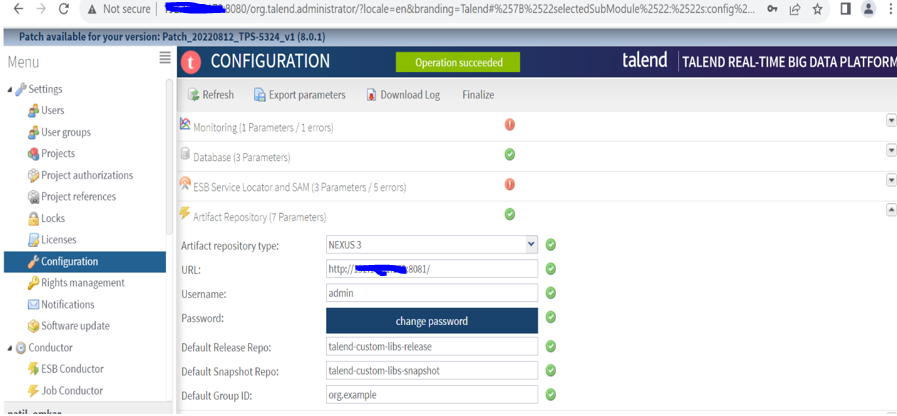 Not secure
8080/org.talend.administrator/?locale=en&branding=Talend#%257B%2522selectedSubModule%2522:%2522s:config%2...
Patch available for your version: Patch_20220812_TPS-5324_v1 (8.0.1)
Menu
t CONFIGURATION
Operation succeeded
talend | TALEND REAL-TIME BIG DATA PLATFORM
Settings
Refresh
Export parameters
Download Log
Finalize
Users
User groups
Projects
Project authorizations
Project references
Locks
Licenses
Configuration
Rights management
Notifications
Software update
Conductor
ESB Conductor
Job Conductor
Monitoring (1 Parameters / 1 errors)
Database (3 Parameters)
ESB Service Locator and SAM (3 Parameters / 5 errors)
Artifact Repository (7 Parameters)
Artifact repository type: NEXUS 3
URL: http:// :8081/
Username: admin
Password: change password
Default Release Repo: talend-custom-libs-release
Default Snapshot Repo: talend-custom-libs-snapshot
Default Group ID: org.example